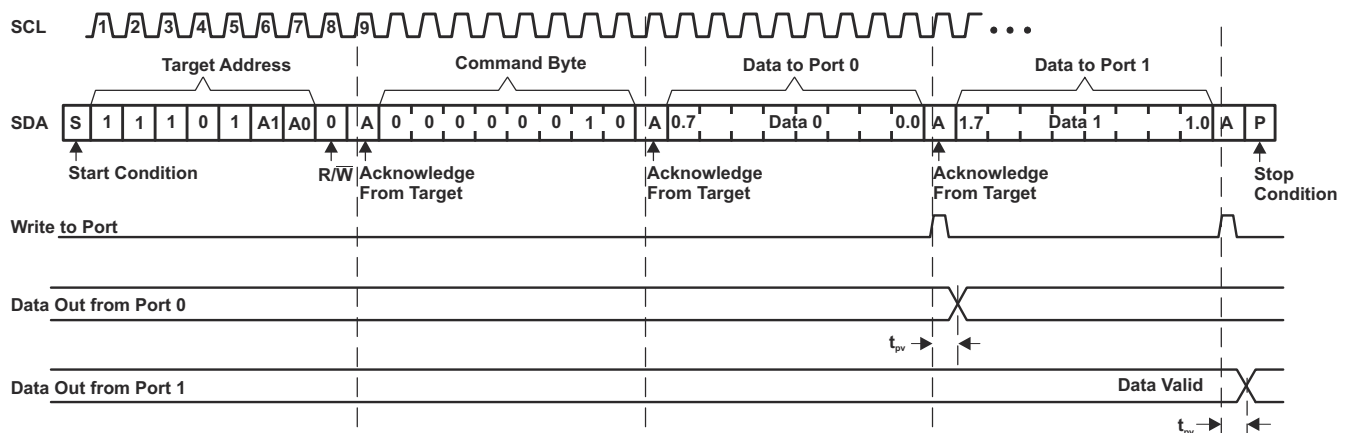 SCL 1 2 3 4 5 6 7 8 9
Target Address Command Byte Data to Port 0 Data to Port 1
SDA S 1 1 1 0 1 A1 A0 0 A 0 0 0 0 0 0 1 0 A 0.7 Data 0 0.0 A 1.7 Data 1 1.0 A P
Start Condition R/W̅ Acknowledge From Target Acknowledge From Target Acknowledge From Target Stop Condition
Write to Port
Data Out from Port 0
tpv
Data Out from Port 1 Data Valid
tpv